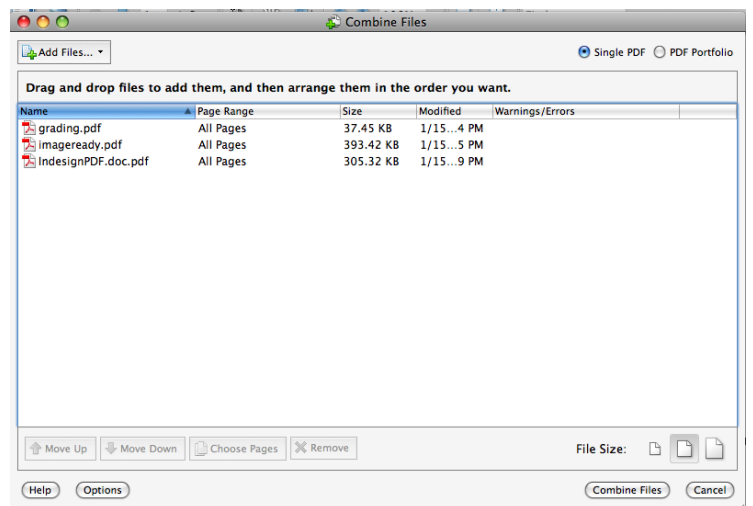 Combine Files
Add Files...
Single PDF PDF Portfolio
Drag and drop files to add them, and then arrange them in the order you want.
Name Page Range Size Modified Warnings/Errors
grading.pdf All Pages 37.45 KB 1/15...4 PM
imageready.pdf All Pages 393.42 KB 1/15...5 PM
IndesignPDF.doc.pdf All Pages 305.32 KB 1/15...9 PM
Move Up Move Down Choose Pages Remove File Size:
Help Options Combine Files Cancel